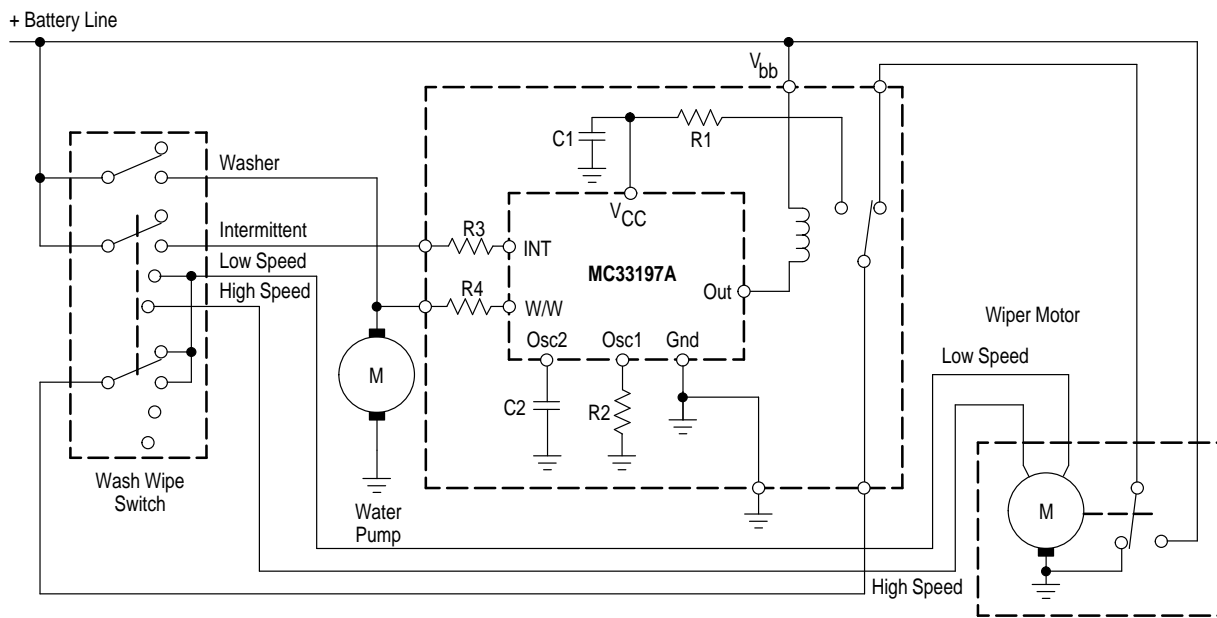 + Battery Line
Vbb
C1
R1
Washer
VCC
Intermittent
R3
INT
Low Speed
MC33197A
High Speed
R4
W/W
Out
Osc2
Osc1
Gnd
Wiper Motor
Low Speed
M
C2
R2
Wash Wipe
Switch
Water
Pump
M
High Speed